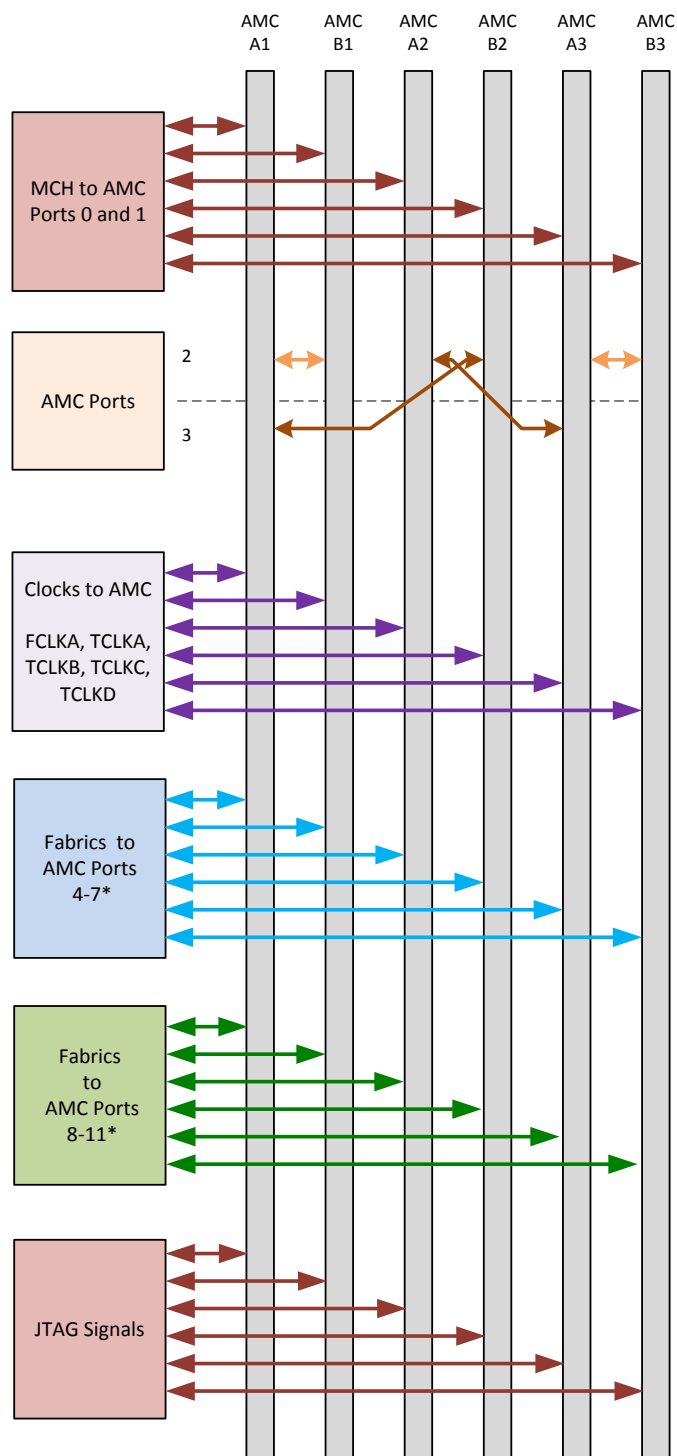 AMC AMC AMC AMC AMC AMC
A1 B1 A2 B2 A3 B3
MCH to AMC
Ports 0 and 1
2
AMC Ports
3
Clocks to AMC
FCLKA, TCLKA,
TCLKB, TCLKC,
TCLKD
Fabrics to
AMC Ports
4-7*
Fabrics
to
AMC Ports
8-11*
JTAG Signals